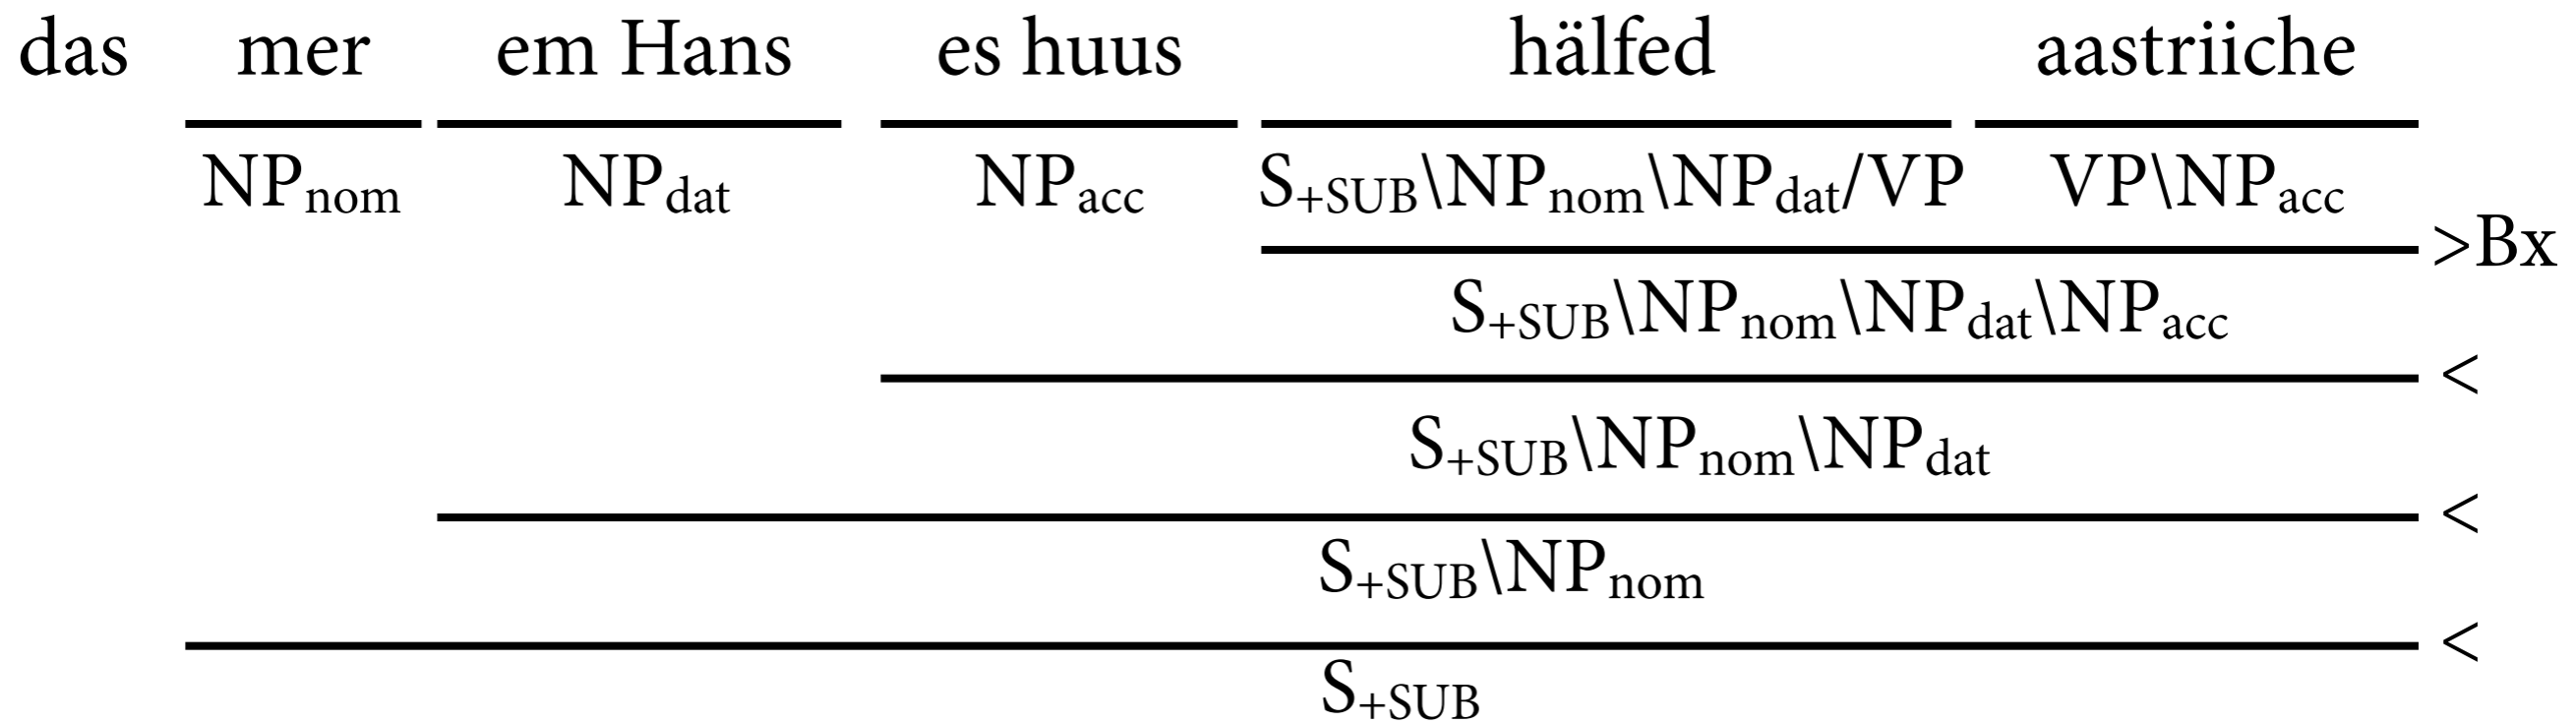 das mer em Hans es huus hälfed aastriiche
NPnom NPdat NPacc S+SUB\NPnom\NPdat/VP VP\NPacc
>Bx
S+SUB\NPnom\NPdat\NPacc
<
S+SUB\NPnom\NPdat
<
S+SUB\NPnom
<
S+SUB